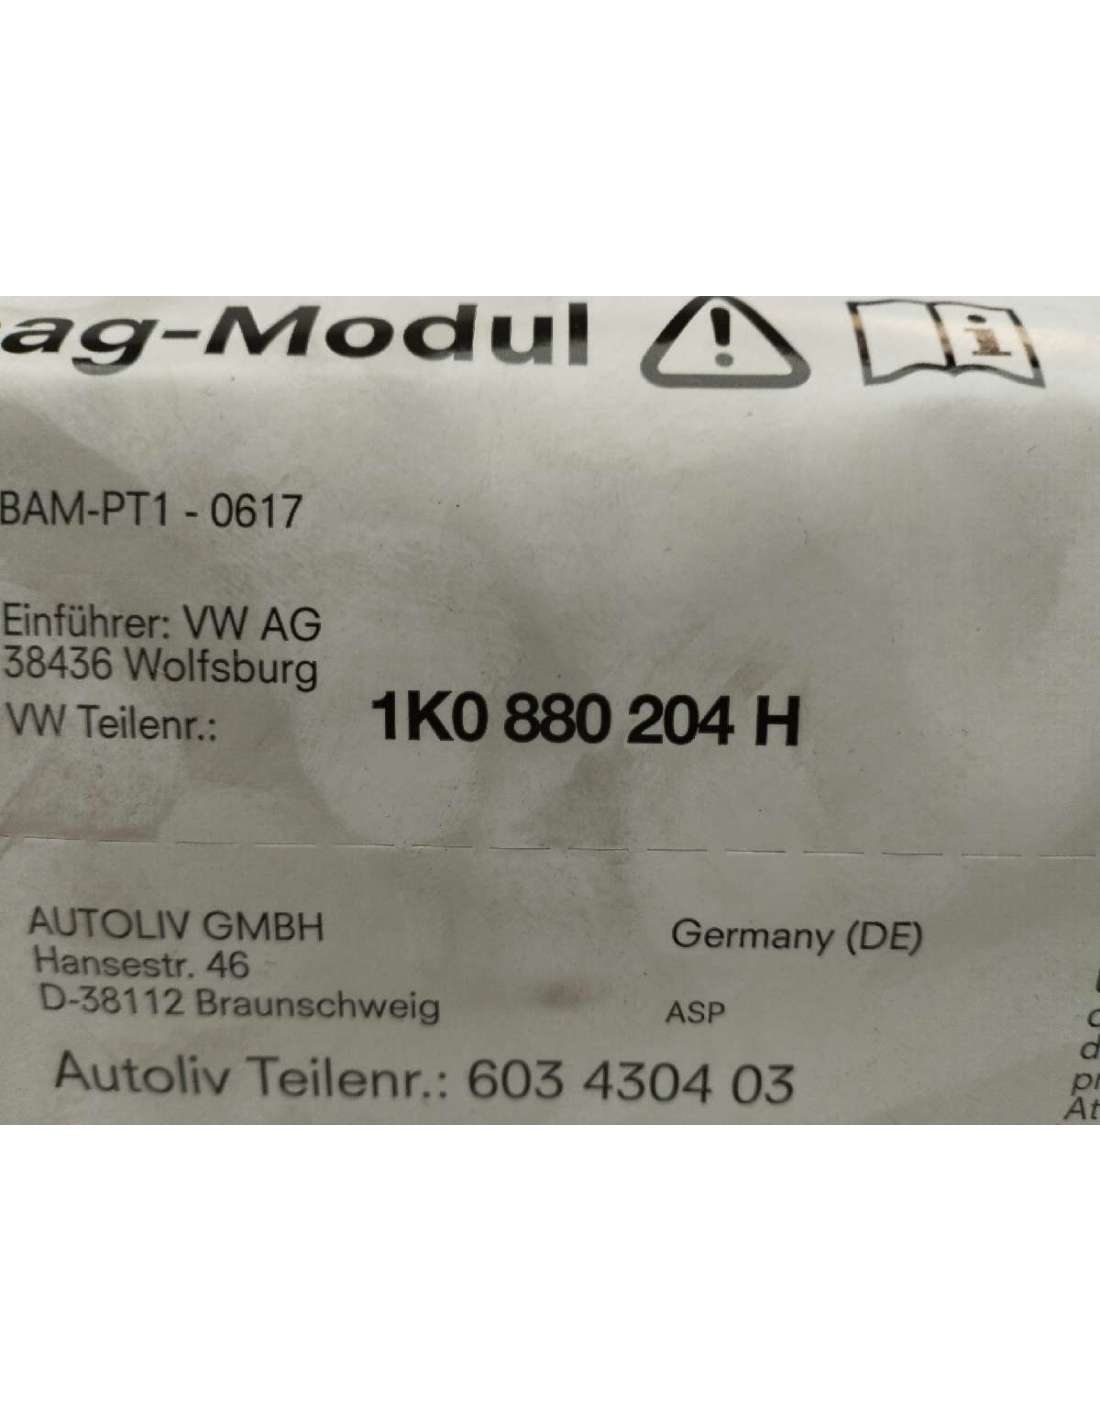 ag-Modul
BAM-PT1 - 0617
Einführer: VW AG
38436 Wolfsburg
VW Teilenr.: 1K0 880 204 H
AUTOLIV GMBH
Germany (DE)
Hansestr. 46
D-38112 Braunschweig
ASP
Autoliv Teilenr.: 603 4304 03